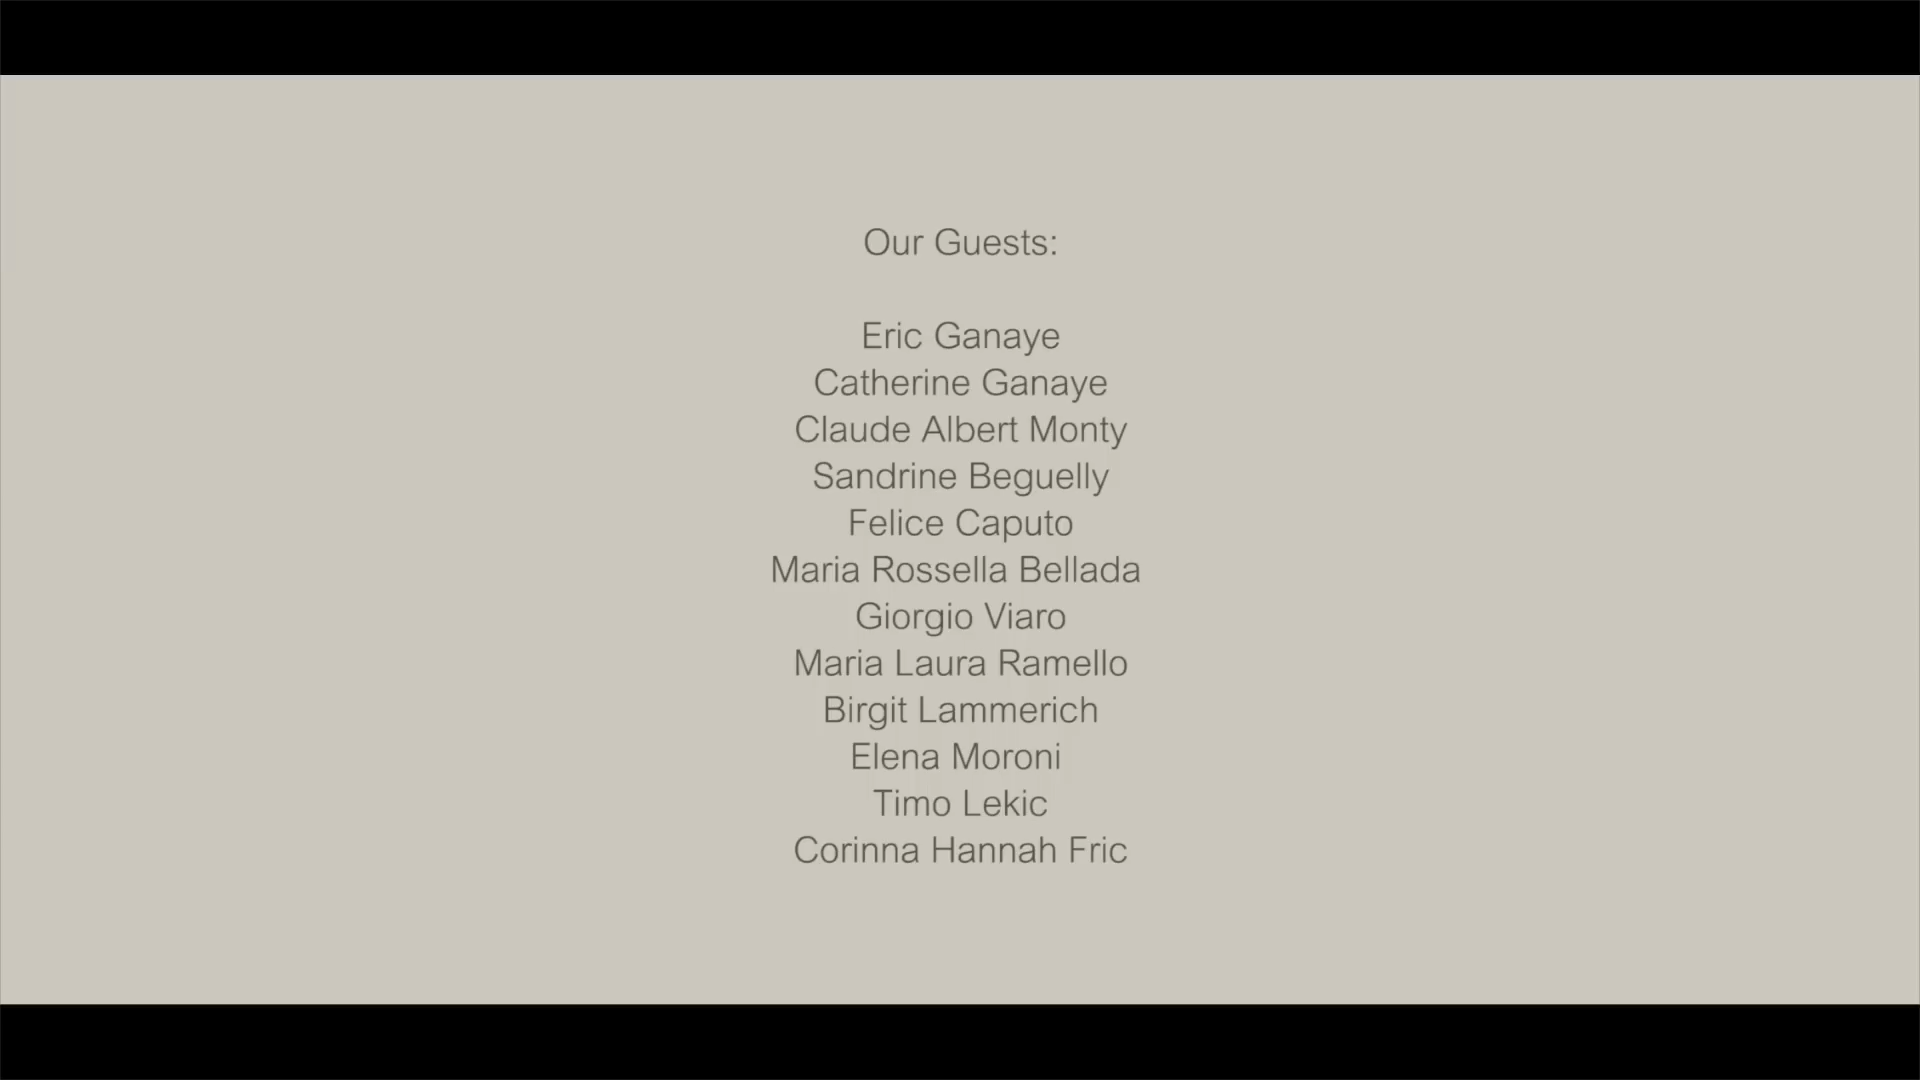 Our Guests:
Eric Ganaye
Catherine Ganaye
Claude Albert Monty
Sandrine Beguelly
Felice Caputo
Maria Rossella Bellada
Giorgio Viaro
Maria Laura Ramello
Birgit Lammerich
Elena Moroni
Timo Lekic
Corinna Hannah Fric